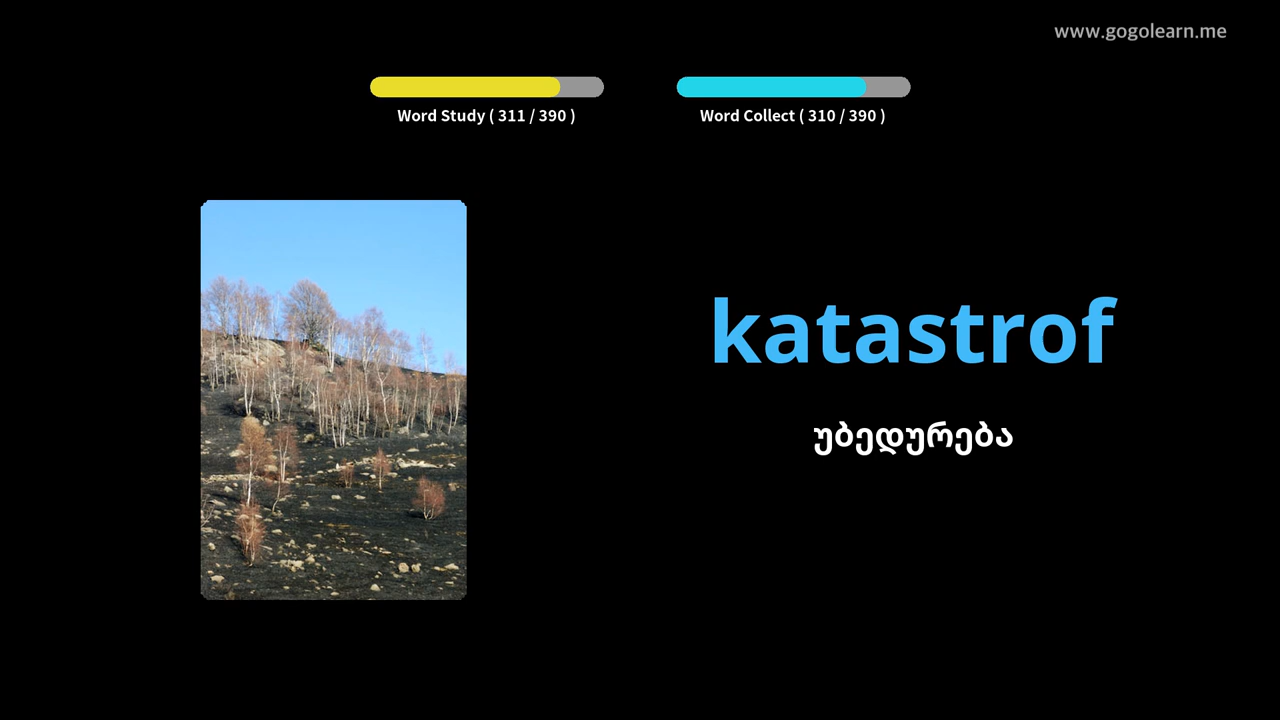 www.gogolearn.me
Word Study ( 311 / 390 )
Word Collect ( 310 / 390 )
katastrof
უბედურება